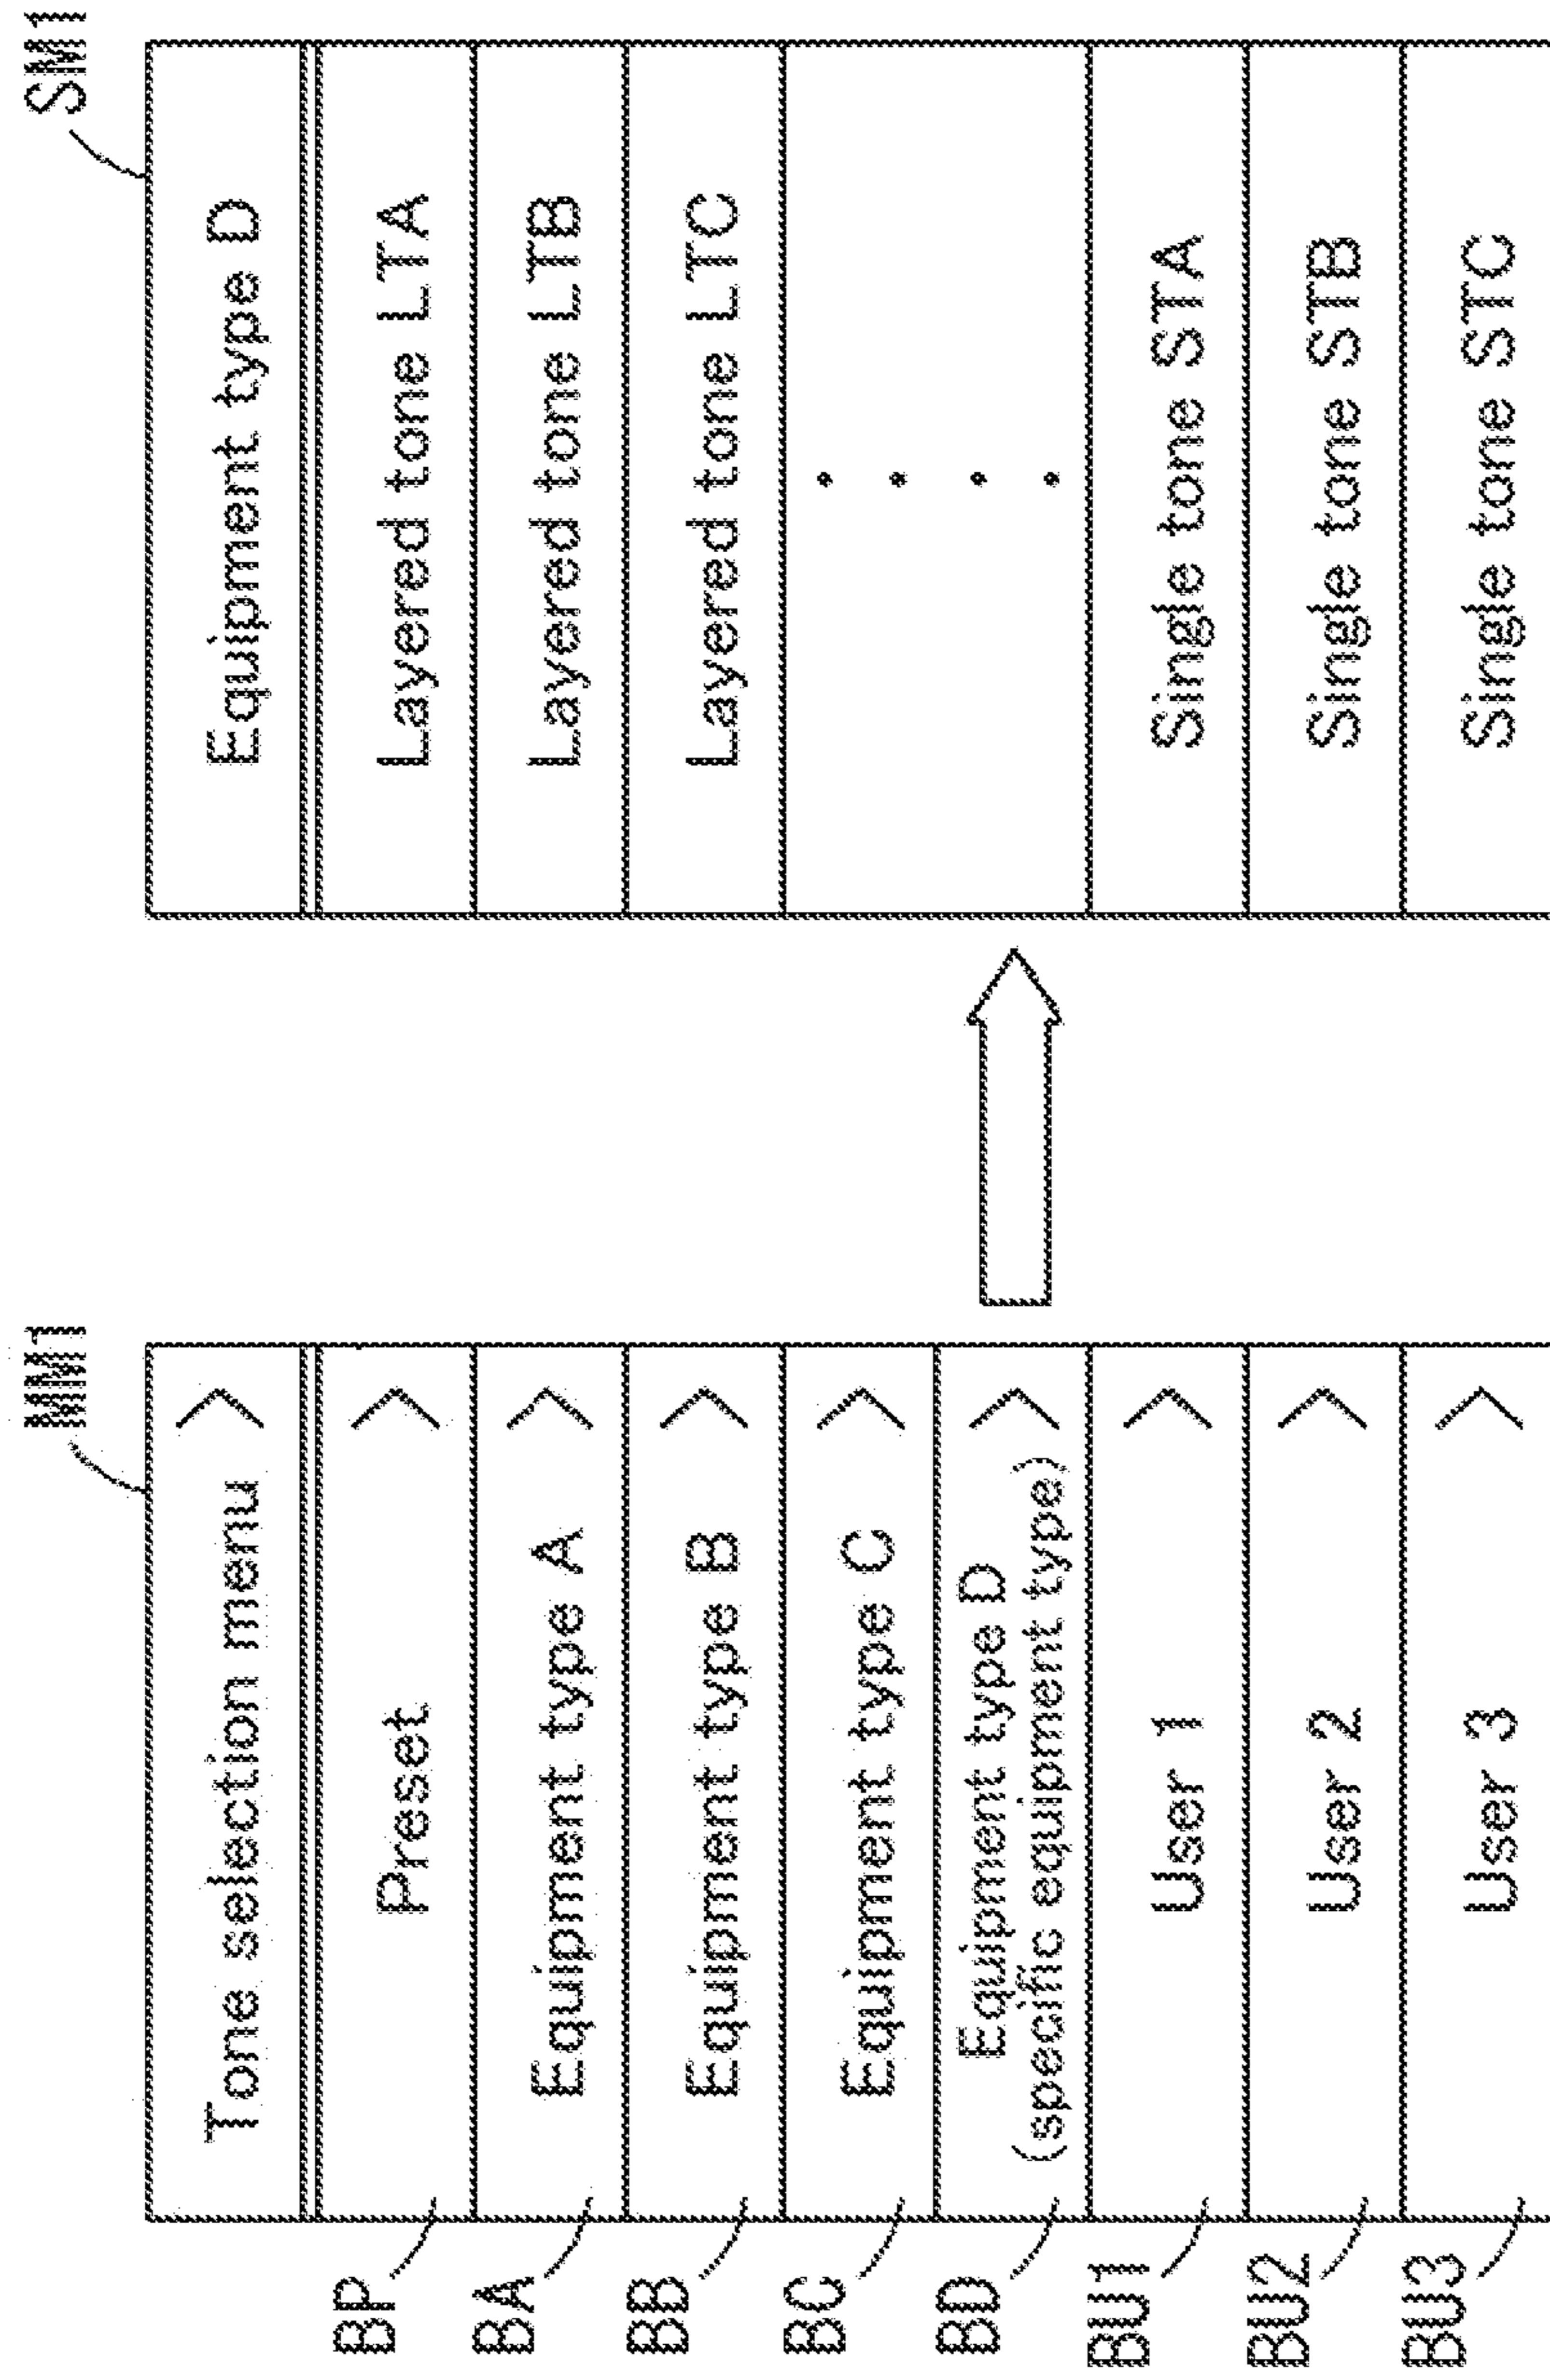 MM1
Tone selection menu >
BP
Preset >
BA
Equipment type A >
BB
Equipment type B >
BC
Equipment type C >
BD
Equipment type D >
(specific equipment type)
BU1
User 1 >
BU2
User 2 >
BU3
User 3 >
SM1
Equipment type D
Layered tone LTA
Layered tone LTB
Layered tone LTC
. . . .
Single tone STA
Single tone STB
Single tone STC